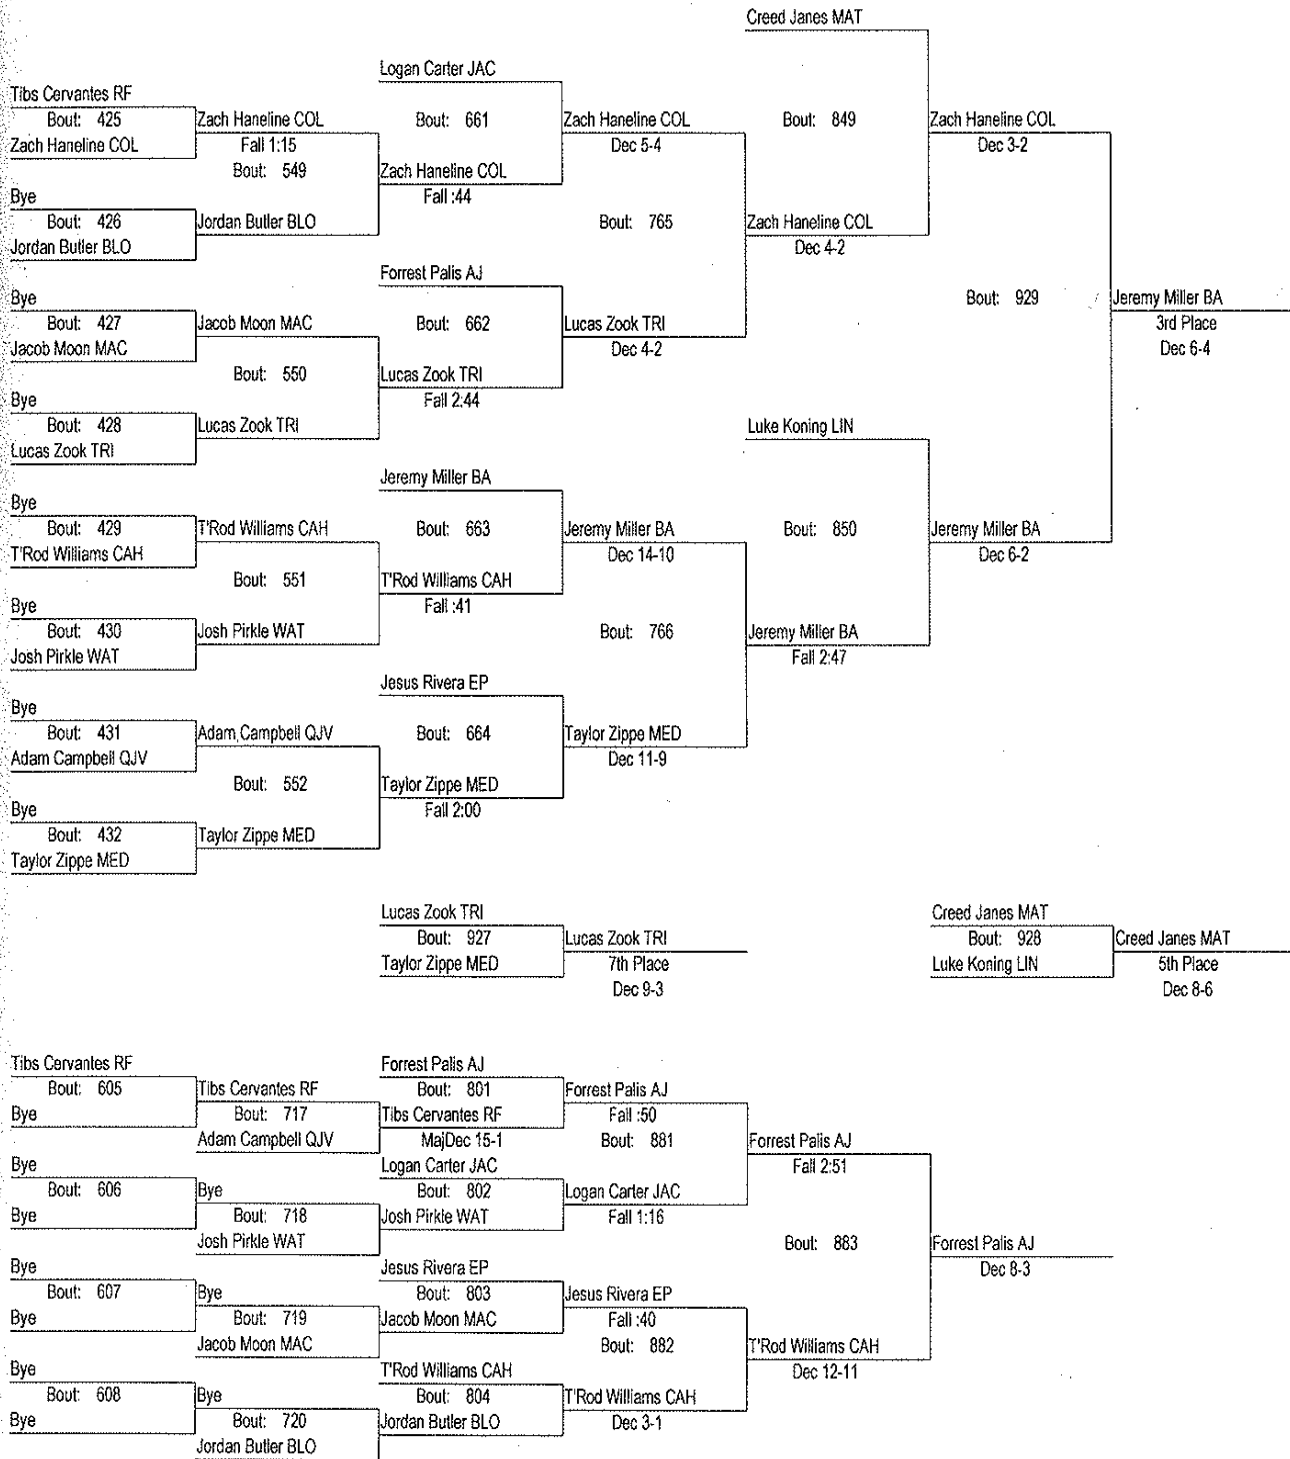 Creed Janes MAT
Logan Carter JAC
Tibs Cervantes RF
Bout: 425
Zach Haneline COL
Bout: 661
Zach Haneline COL
Bout: 849
Zach Haneline COL
Zach Haneline COL
Fall 1:15
Dec 5-4
Dec 3-2
Bout: 549
Zach Haneline COL
Fall :44
Bye
Bout: 426
Jordan Butler BLO
Bout: 765
Zach Haneline COL
Jordan Butler BLO
Dec 4-2
Forrest Palis AJ
Bye
Bout: 929
Jeremy Miller BA
Bout: 427
Jacob Moon MAC
Bout: 662
Lucas Zook TRI
3rd Place
Jacob Moon MAC
Dec 4-2
Dec 6-4
Bout: 550
Lucas Zook TRI
Fall 2:44
Bye
Bout: 428
Lucas Zook TRI
Luke Koning LIN
Lucas Zook TRI
Jeremy Miller BA
Bye
Bout: 429
T'Rod Williams CAH
Bout: 663
Jeremy Miller BA
Bout: 850
Jeremy Miller BA
T'Rod Williams CAH
Dec 14-10
Dec 6-2
Bout: 551
T'Rod Williams CAH
Fall :41
Bye
Bout: 430
Josh Pirkle WAT
Bout: 766
Jeremy Miller BA
Josh Pirkle WAT
Fall 2:47
Jesus Rivera EP
Bye
Bout: 431
Adam Campbell QJV
Bout: 664
Taylor Zippe MED
Adam Campbell QJV
Dec 11-9
Bout: 552
Taylor Zippe MED
Fall 2:00
Bye
Bout: 432
Taylor Zippe MED
Taylor Zippe MED
Lucas Zook TRI
Creed Janes MAT
Bout: 927
Lucas Zook TRI
Bout: 928
Creed Janes MAT
Taylor Zippe MED
7th Place
Luke Koning LIN
5th Place
Dec 9-3
Dec 8-6
Tibs Cervantes RF
Forrest Palis AJ
Bout: 605
Tibs Cervantes RF
Bout: 801
Forrest Palis AJ
Bye
Bout: 717
Tibs Cervantes RF
Fall :50
Adam Campbell QJV
MajDec 15-1
Bout: 881
Forrest Palis AJ
Bye
Logan Carter JAC
Fall 2:51
Bout: 606
Bye
Bout: 802
Logan Carter JAC
Bye
Bout: 718
Josh Pirkle WAT
Fall 1:16
Josh Pirkle WAT
Bout: 883
Forrest Palis AJ
Bye
Jesus Rivera EP
Dec 8-3
Bout: 607
Bye
Bout: 803
Jesus Rivera EP
Bye
Bout: 719
Jacob Moon MAC
Fall :40
Jacob Moon MAC
Bout: 882
T'Rod Williams CAH
Bye
T'Rod Williams CAH
Dec 12-11
Bout: 608
Bye
Bout: 804
T'Rod Williams CAH
Bye
Bout: 720
Jordan Butler BLO
Dec 3-1
Jordan Butler BLO